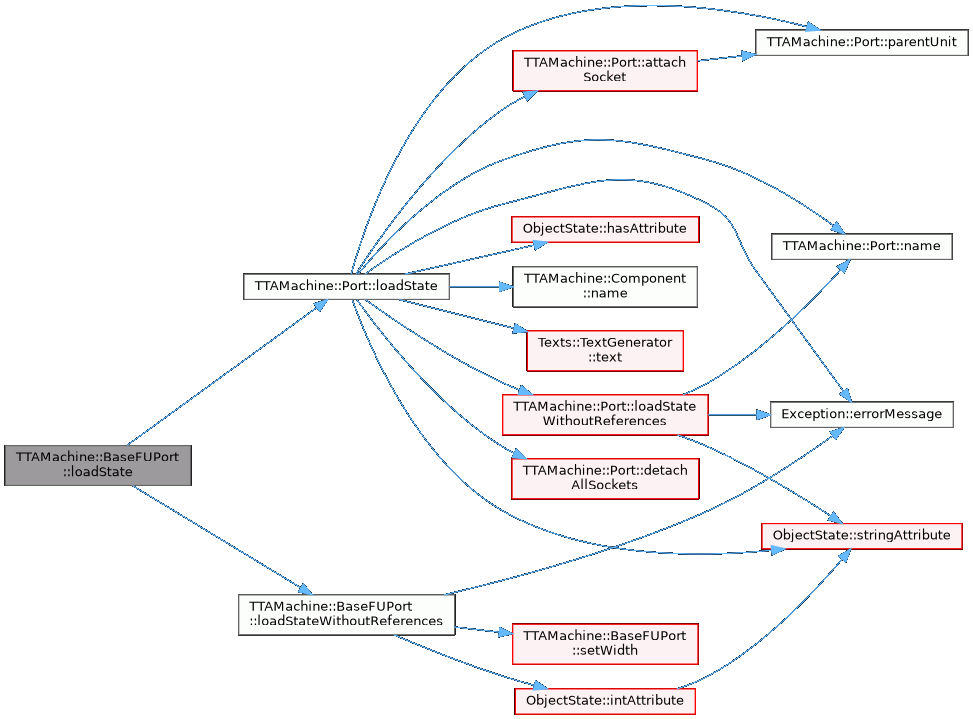 TTAMachine::Port::parentUnit
TTAMachine::Port::attach
Socket
ObjectState::hasAttribute
TTAMachine::Port::name
TTAMachine::Port::loadState
TTAMachine::Component
::name
Texts::TextGenerator
::text
TTAMachine::Port::loadState
WithoutReferences
Exception::errorMessage
TTAMachine::BaseFUPort
::loadState
TTAMachine::Port::detach
AllSockets
ObjectState::stringAttribute
TTAMachine::BaseFUPort
::loadStateWithoutReferences
TTAMachine::BaseFUPort
::setWidth
ObjectState::intAttribute